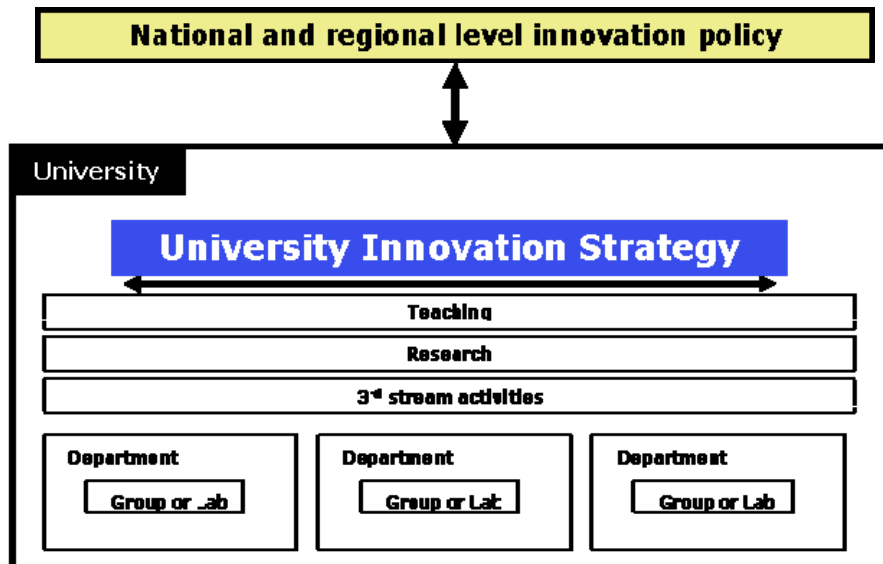 National and regional level innovation policy
University
University Innovation Strategy
Teaching
Research
3rd stream activities
Department Department Department
Group or Lab Group or Lab Group or Lab